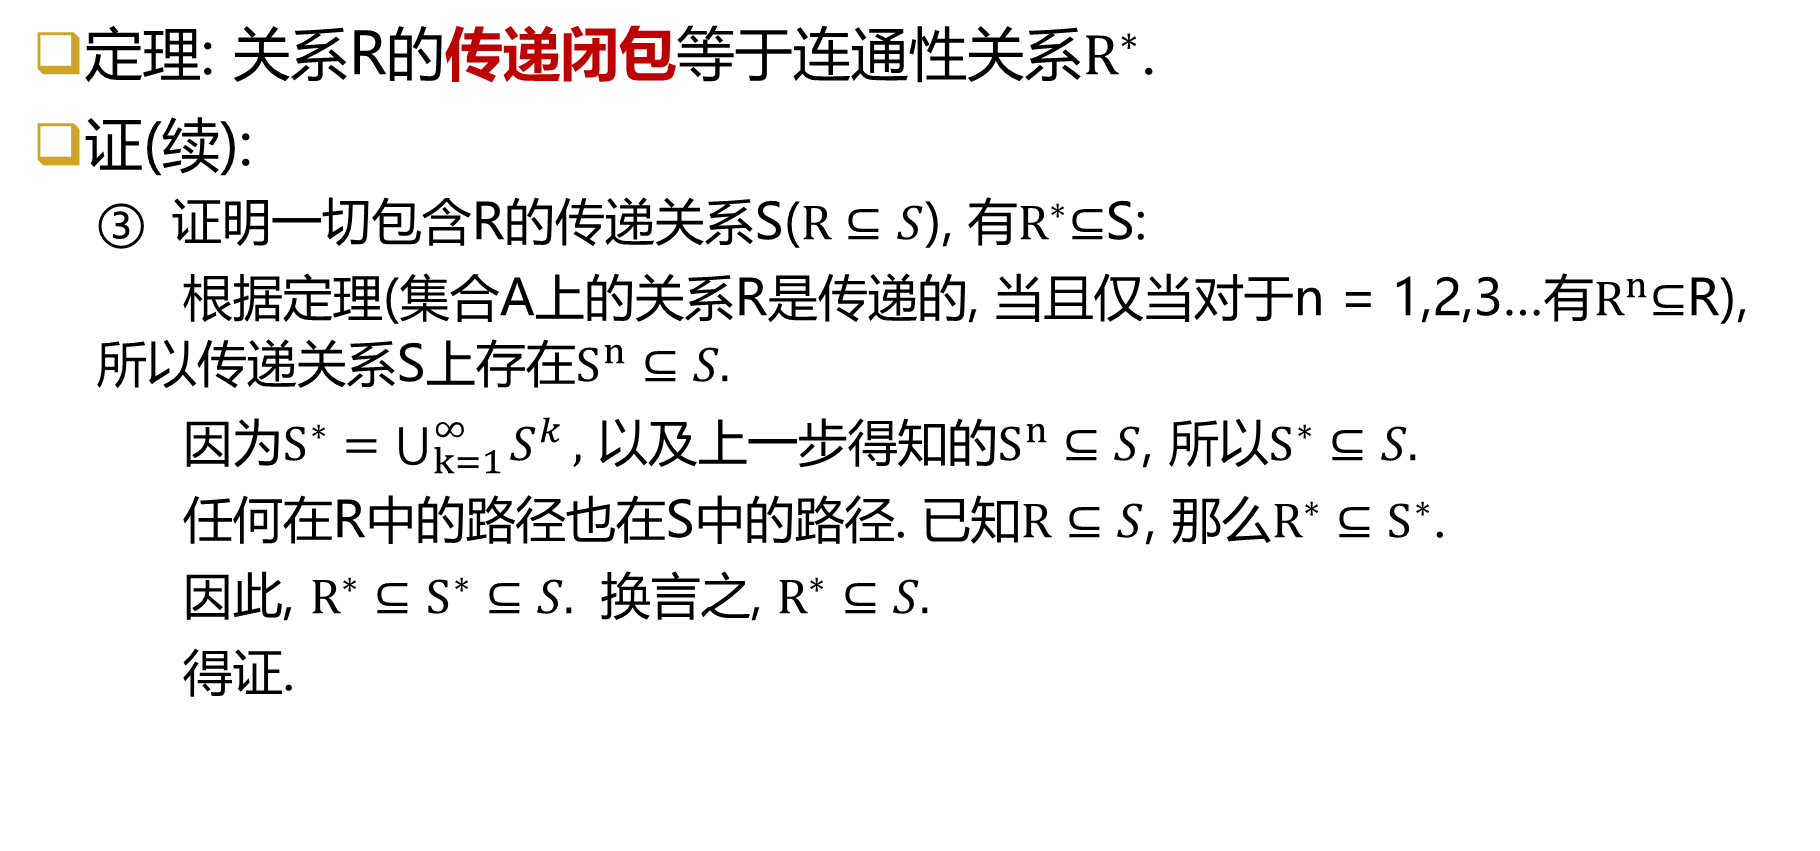 ❑定理: 关系R的传递闭包等于连通性关系R*.
❑证(续):
③ 证明一切包含R的传递关系S(R ⊆ S), 有R*⊆S:
根据定理(集合A上的关系R是传递的, 当且仅当对于n = 1,2,3…有Rⁿ⊆R),
所以传递关系S上存在Sⁿ ⊆ S.
因为S* = ∪_{k=1}^{∞} S^k , 以及上一步得知的Sⁿ ⊆ S, 所以S* ⊆ S.
任何在R中的路径也在S中的路径. 已知R ⊆ S, 那么R* ⊆ S*.
因此, R* ⊆ S* ⊆ S. 换言之, R* ⊆ S.
得证.